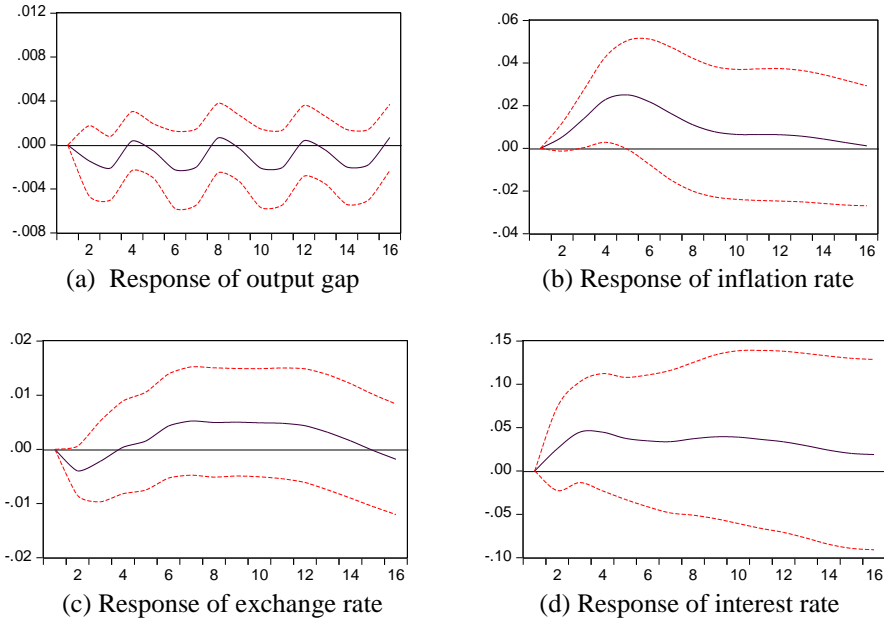 .012
.008
.004
.000
-.004
-.008
2 4 6 8 10 12 14 16
(a) Response of output gap
.06
.04
.02
.00
-.02
-.04
2 4 6 8 10 12 14 16
(b) Response of inflation rate
.02
.01
.00
-.01
-.02
2 4 6 8 10 12 14 16
(c) Response of exchange rate
.15
.10
.05
.00
-.05
-.10
2 4 6 8 10 12 14 16
(d) Response of interest rate